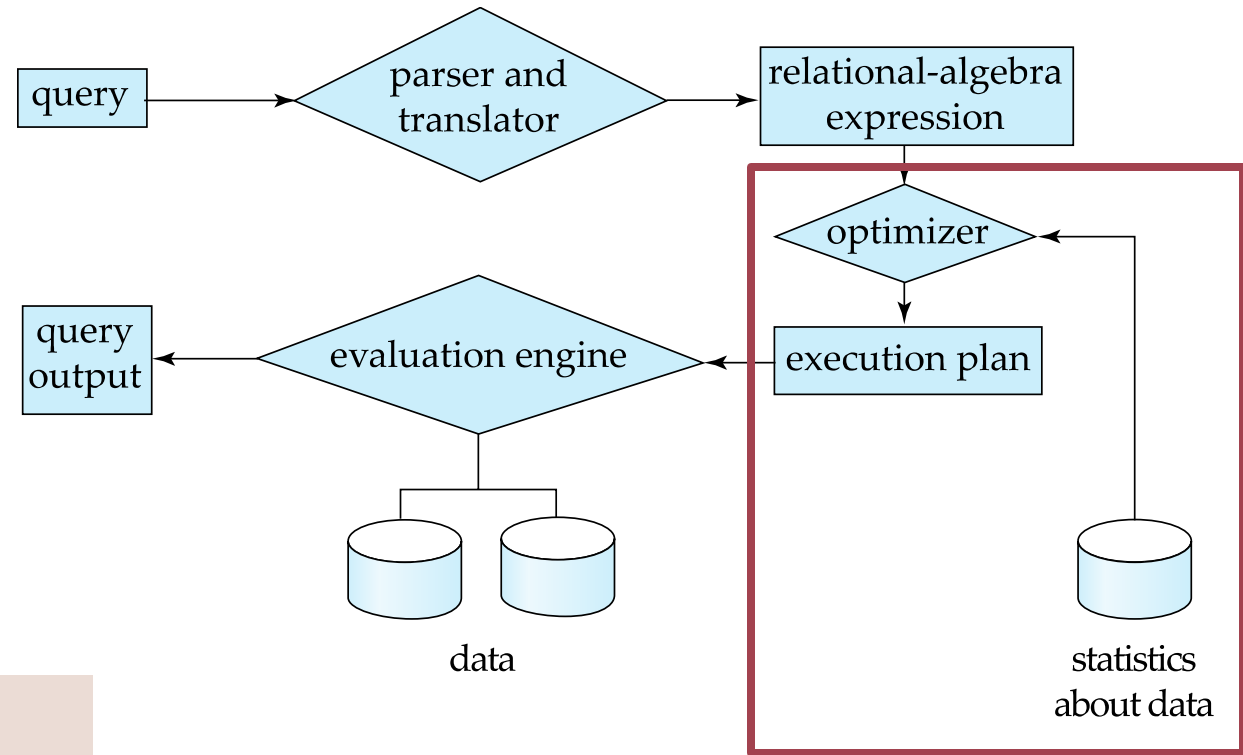 query
parser and
translator
relational-algebra
expression
optimizer
query
output
evaluation engine
execution plan
data
statistics
about data